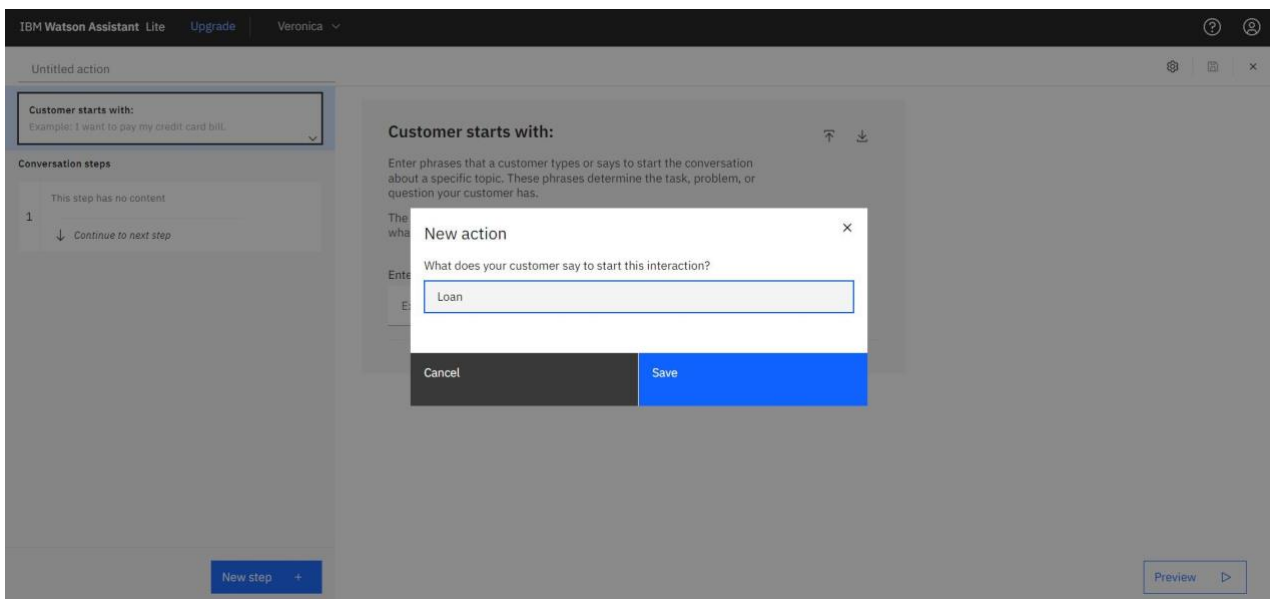 IBM Watson Assistant Lite Upgrade Veronica
Untitled action
Customer starts with:
Example: I want to pay my credit card bill.
Conversation steps
This step has no content
1
Continue to next step
New step +
Customer starts with:
Enter phrases that a customer types or says to start the conversation
about a specific topic. These phrases determine the task, problem, or
question your customer has.
The
wha
Ente
New action
What does your customer say to start this interaction?
Loan
Cancel
Save
Preview